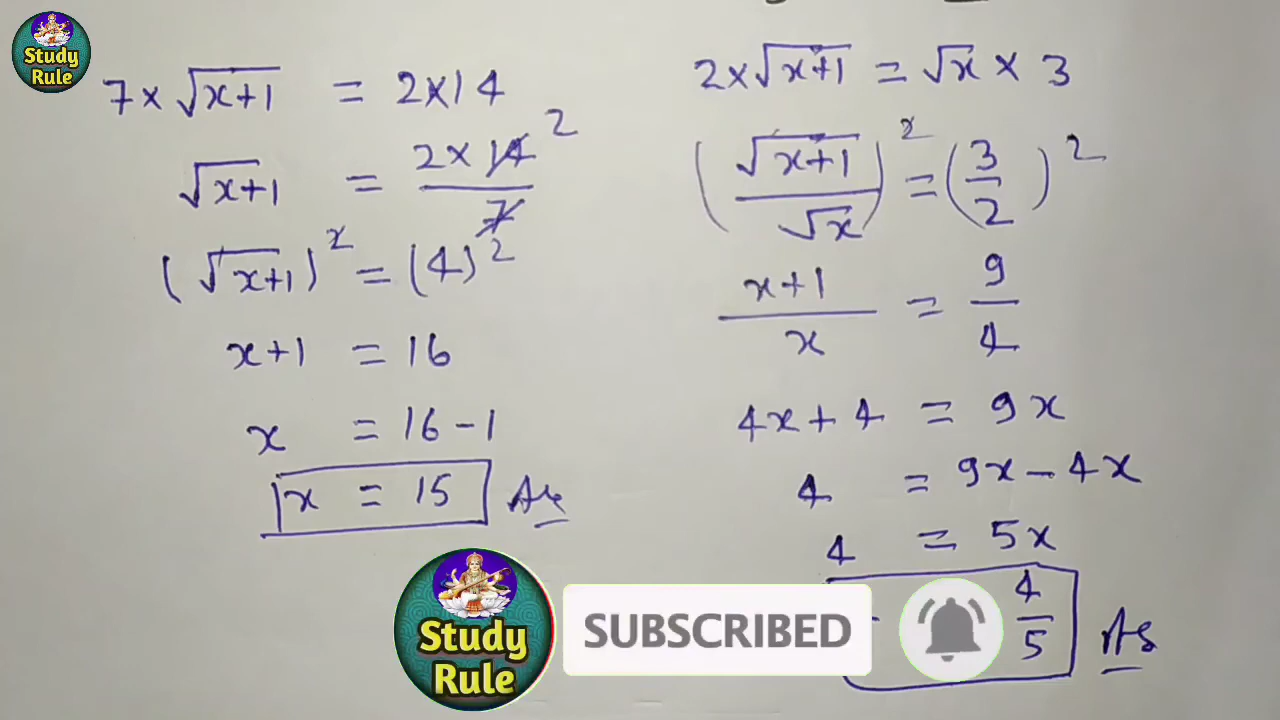 Study
Rule
7 × √x+1 = 2×14
√x+1 = 2 × 14 2 / 7
(√x+1)² = (4)²
x+1 = 16
x = 16 - 1
x = 15 Ans
2 × √x+1 = √x × 3
(√x+1 / √x)² = (3/2)²
x+1 / x = 9/4
4x + 4 = 9x
4 = 9x - 4x
4 = 5x
4/5 As
Study
Rule
SUBSCRIBED